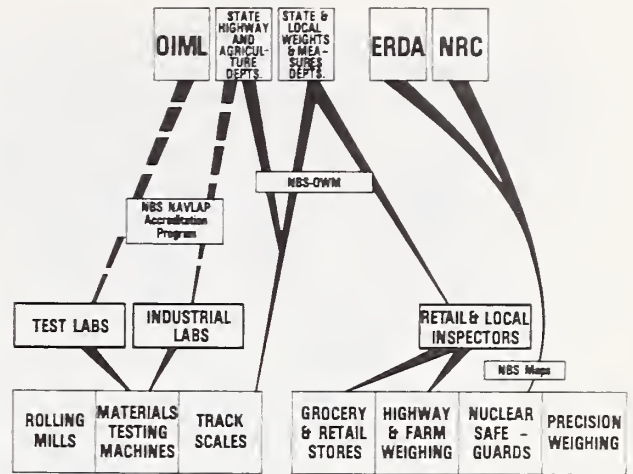 OIML
STATE
HIGHWAY
AND
AGRICUL-
TURE
DEPTS.
STATE &
LOCAL
WEIGHTS
& MEA-
SURES
DEPTS.
ERDA
NRC
NBS-OWM
NBS NAVLAP
Accreditation
Program
TEST LABS
INDUSTRIAL
LABS
RETAIL & LOCAL
INSPECTORS
NBS Maps
ROLLING
MILLS
MATERIALS
TESTING
MACHINES
TRACK
SCALES
GROCERY
& RETAIL
STORES
HIGHWAY
& FARM
WEIGHING
NUCLEAR
SAFE -
GUARDS
PRECISION
WEIGHING